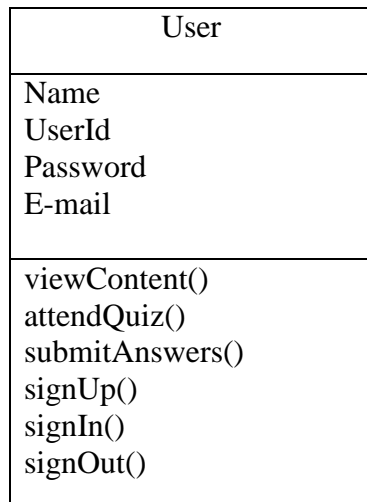 User
Name
UserId
Password
E-mail
viewContent()
attendQuiz()
submitAnswers()
signUp()
signIn()
signOut()